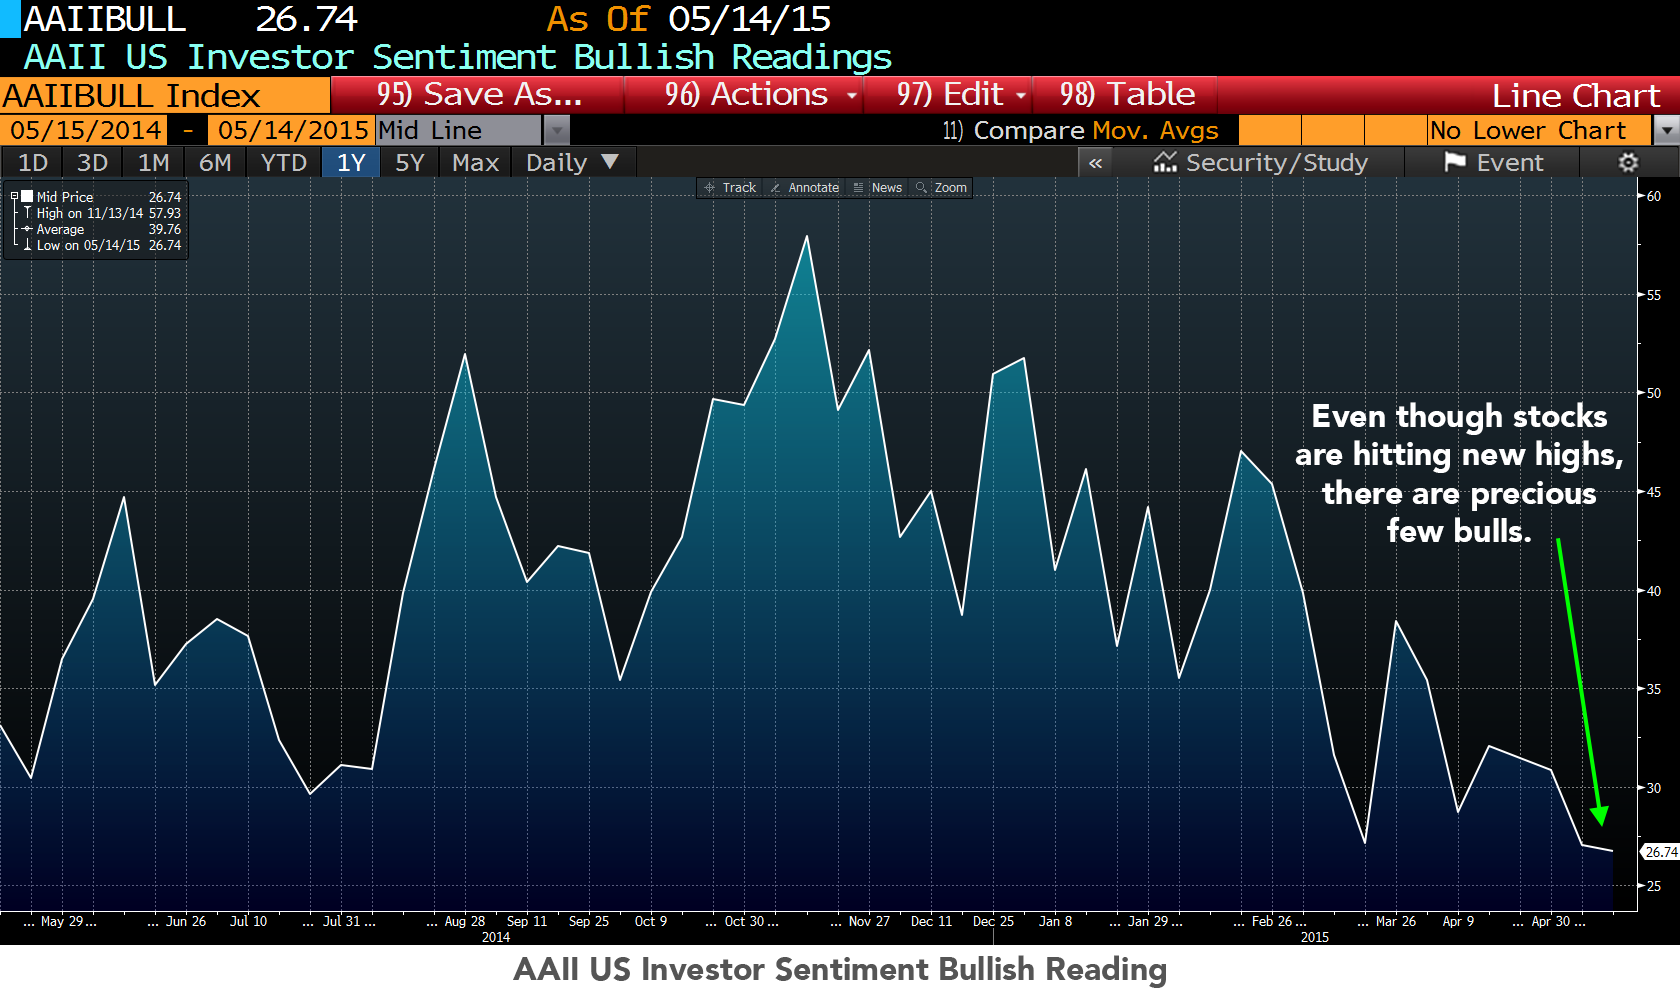 AAIIBULL 26.74 As Of 05/14/15
AAII US Investor Sentiment Bullish Readings
AAIIBULL Index 95) Save As... 96) Actions 97) Edit 98) Table Line Chart
05/15/2014 - 05/14/2015 Mid Line 11) Compare Mov. Avgs No Lower Chart
1D 3D 1M 6M YTD 1Y 5Y Max Daily ▼ « Security/Study Event
Track Annotate News Zoom
Mid Price 26.74
High on 11/13/14 57.93
Average 39.76
Low on 05/14/15 26.74
60
55
50
45
40
35
30
26.74
25
Even though stocks
are hitting new highs,
there are precious
few bulls.
... May 29... ... Jun 26 Jul 10 ... Jul 31 ... ... Aug 28 Sep 11 Sep 25 Oct 9 ... Oct 30 ... ... Nov 27 Dec 11 Dec 25 Jan 8 ... Jan 29 ... ... Feb 26 ... ... Mar 26 Apr 9 ... Apr 30 ...
2014 2015
AAII US Investor Sentiment Bullish Reading